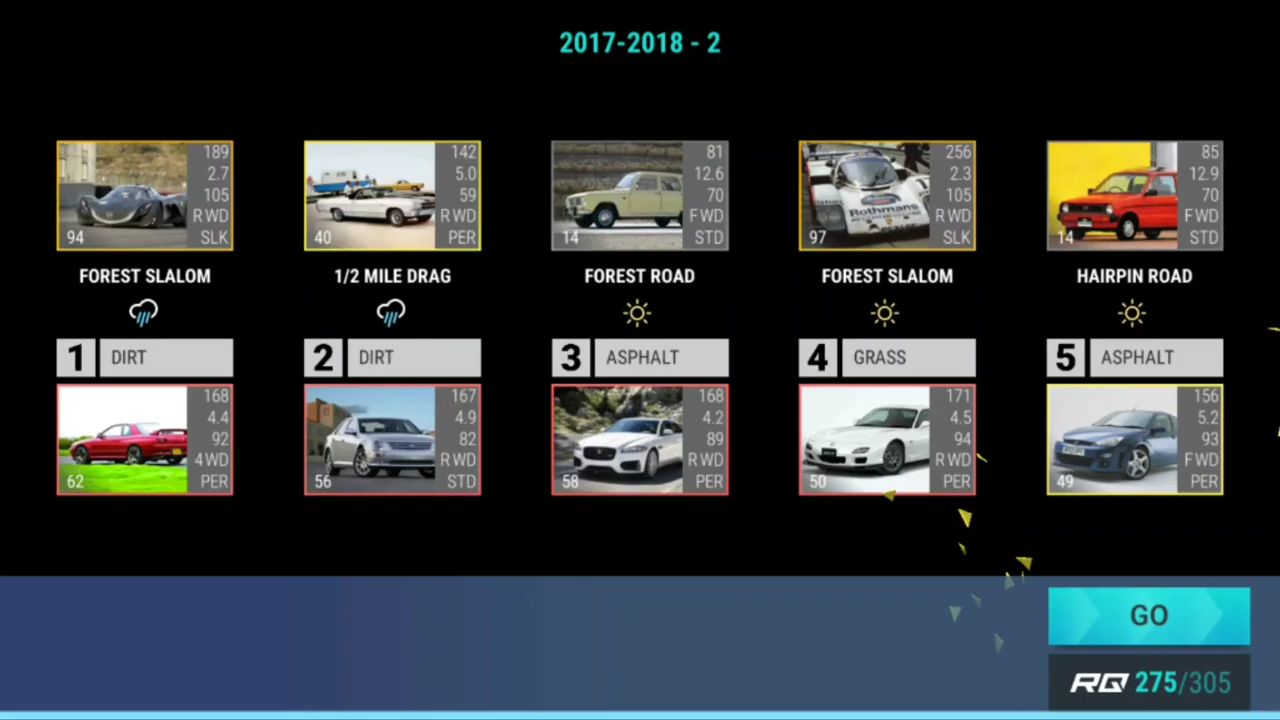 2017-2018 - 2
189
2.7
105
RWD
94
SLK
142
5.0
59
RWD
40
PER
81
12.6
70
FWD
14
STD
Rothmans
256
2.3
105
RWD
97
SLK
85
12.9
70
FWD
14
STD
FOREST SLALOM
1/2 MILE DRAG
FOREST ROAD
FOREST SLALOM
HAIRPIN ROAD
1 DIRT
2 DIRT
3 ASPHALT
4 GRASS
5 ASPHALT
168
4.4
92
4WD
62
PER
167
4.9
82
RWD
56
STD
168
4.2
89
RWD
58
PER
171
4.5
94
RWD
50
PER
156
5.2
93
FWD
49
PER
GO
RQ 275/305